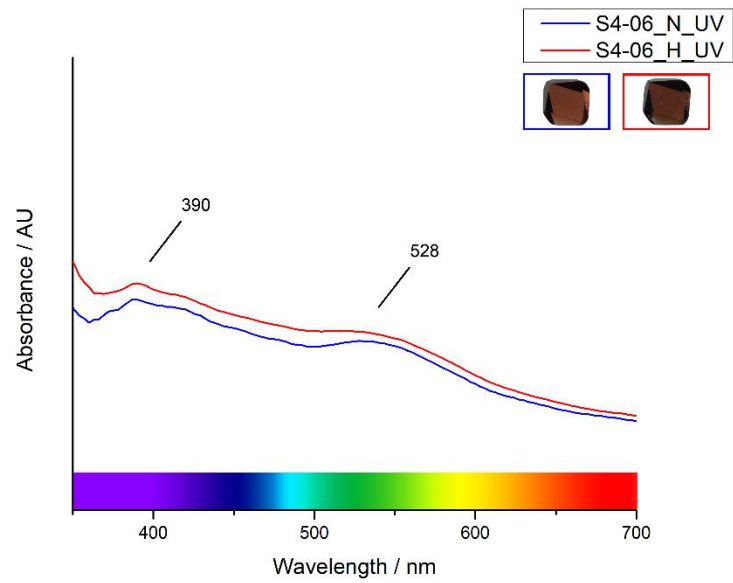 S4-06_N_UV
S4-06_H_UV
390
528
Absorbance / AU
400
500
600
700
Wavelength / nm